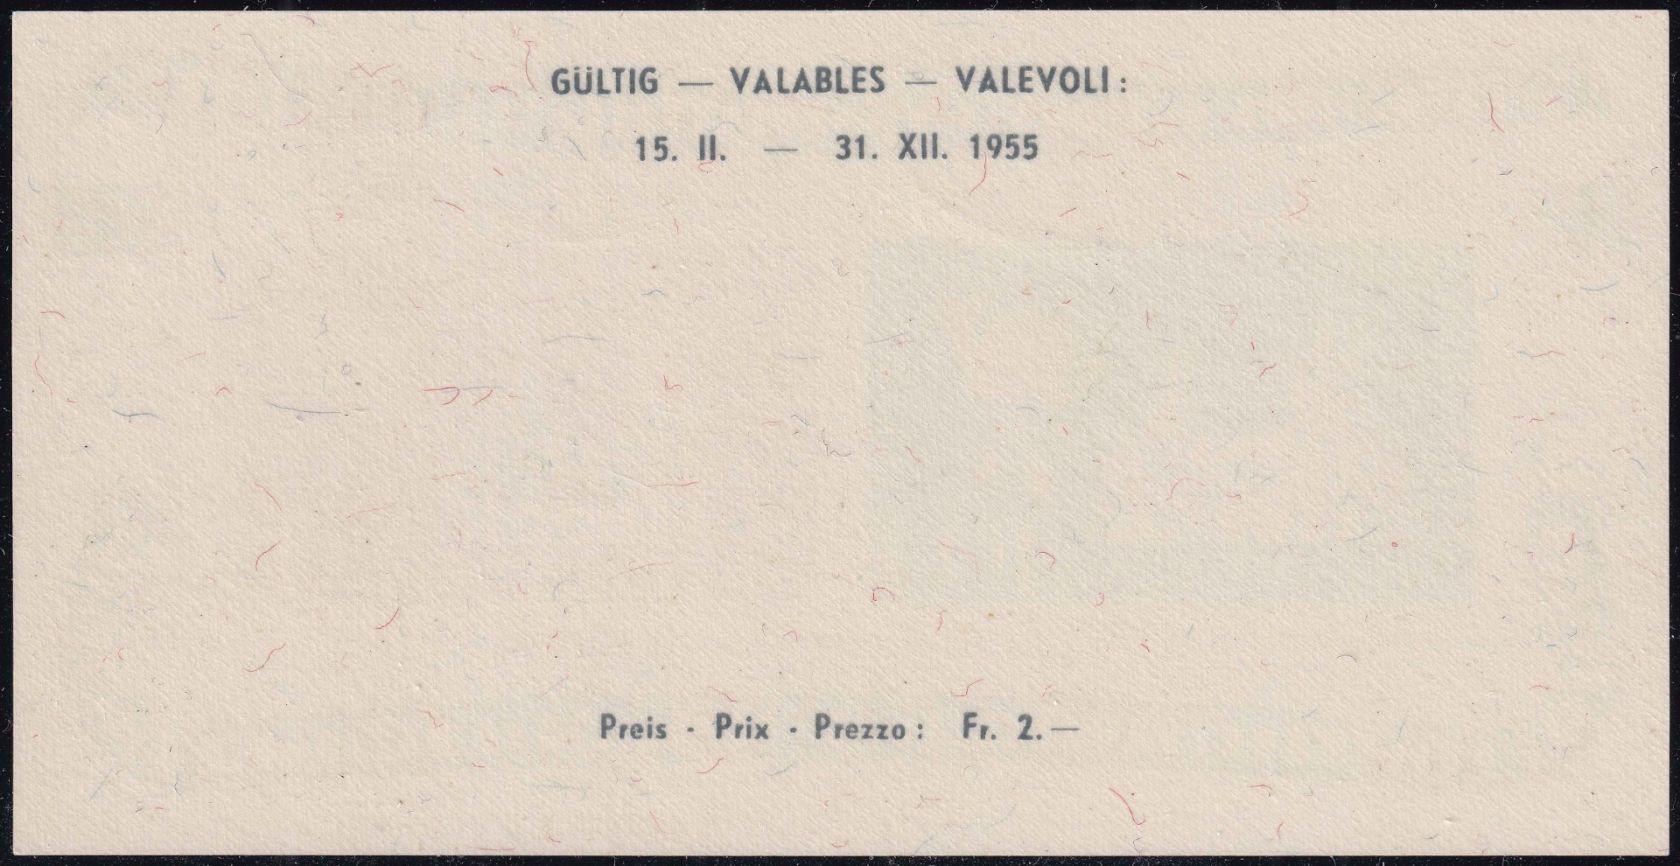 GÜLTIG — VALABLES — VALEVOLI:
15. II. — 31. XII. 1955
Preis · Prix · Prezzo: Fr. 2.—